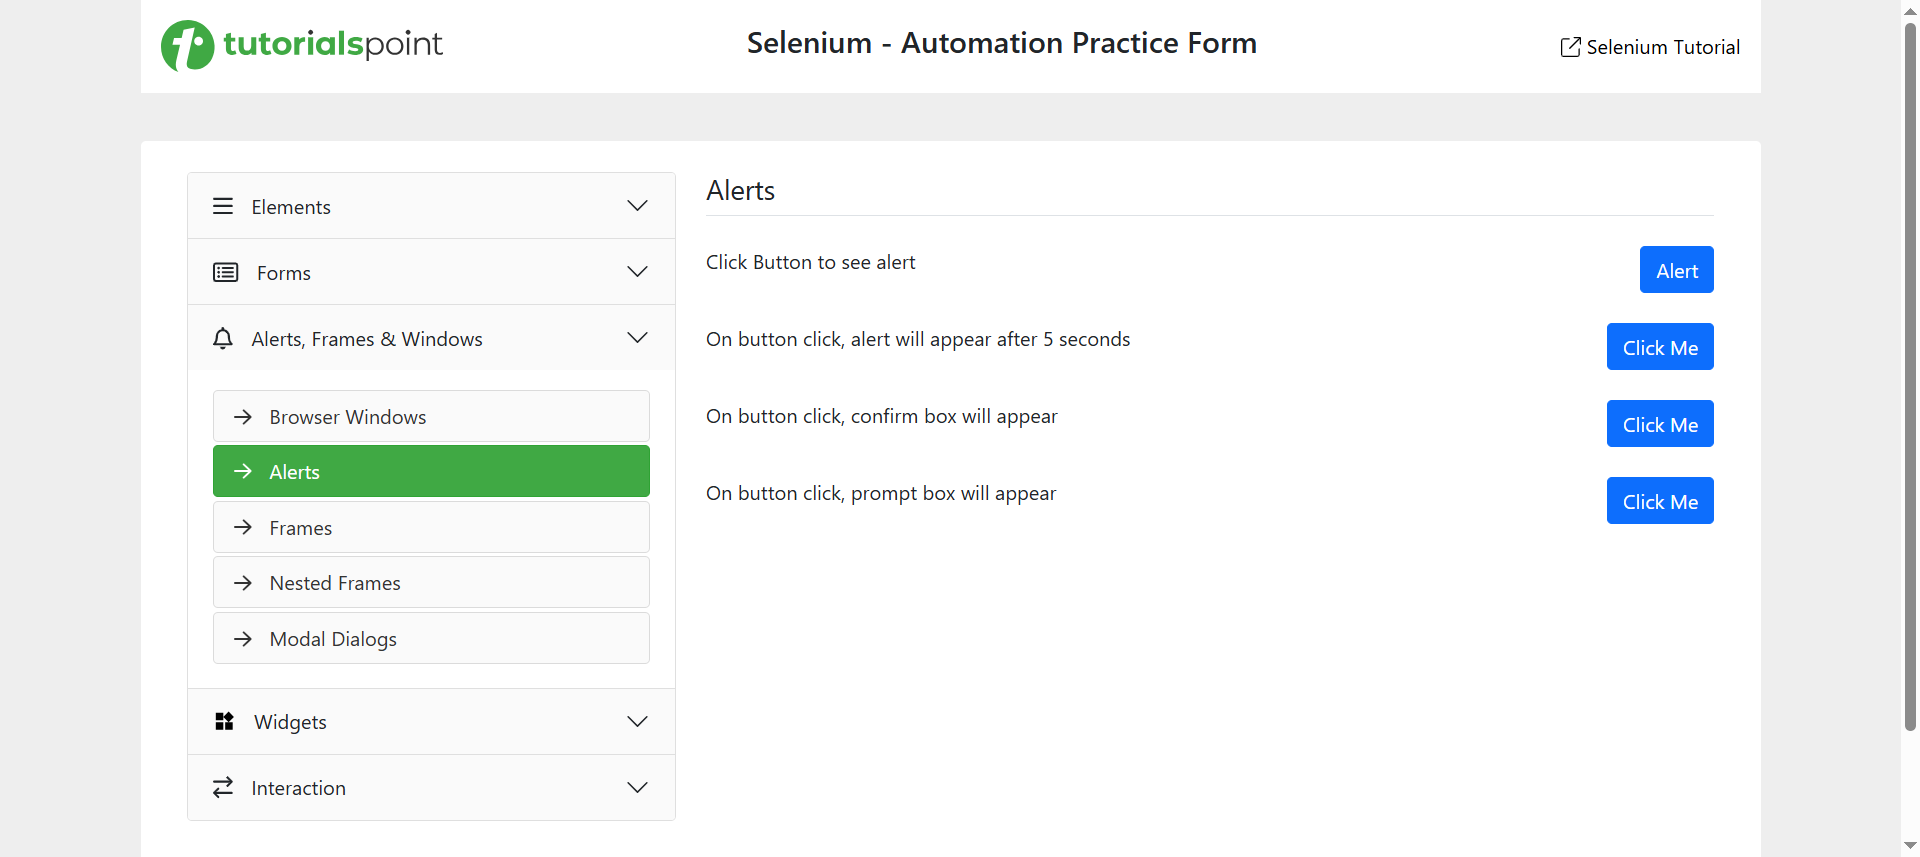 tutorialspoint
Selenium - Automation Practice Form
Selenium Tutorial
Elements
Forms
Alerts, Frames & Windows
Browser Windows
Alerts
Frames
Nested Frames
Modal Dialogs
Widgets
Interaction
Alerts
Click Button to see alert
Alert
On button click, alert will appear after 5 seconds
Click Me
On button click, confirm box will appear
Click Me
On button click, prompt box will appear
Click Me